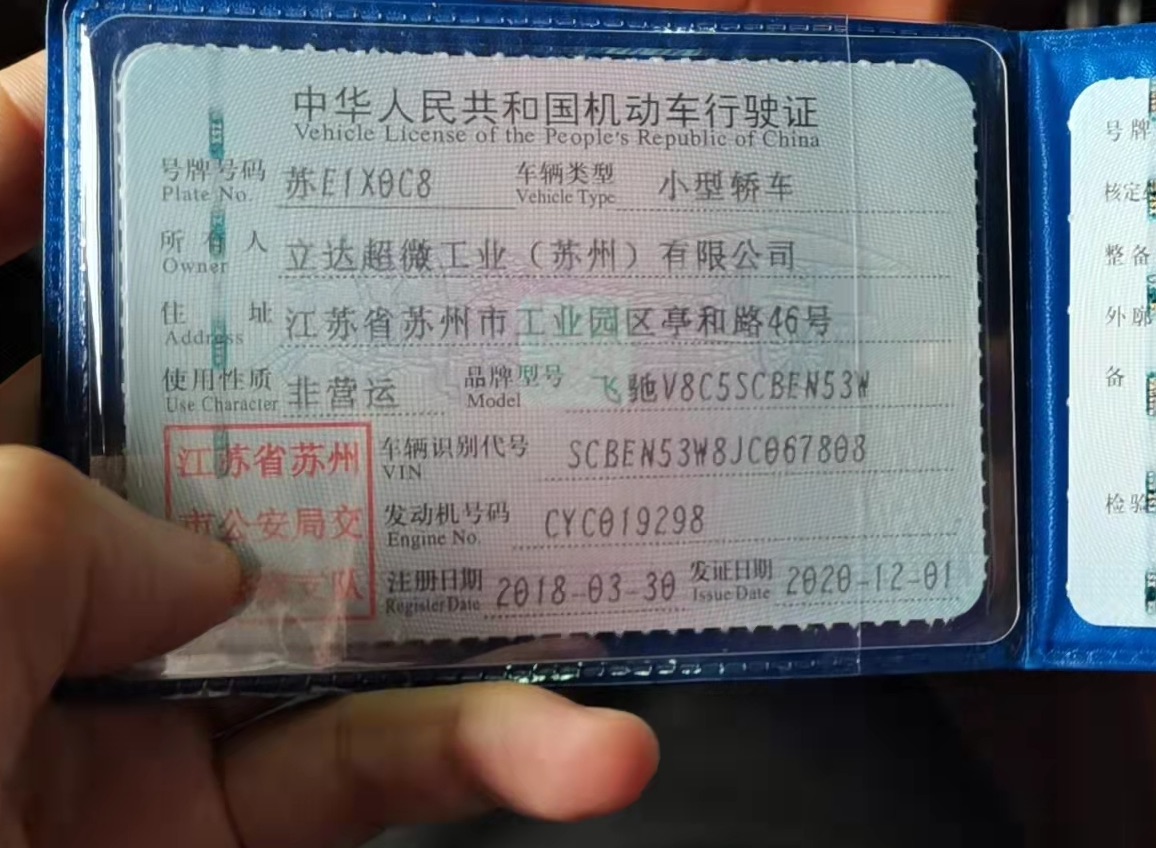 中华人民共和国机动车行驶证
Vehicle License of the People's Republic of China
号牌号码 苏E1X0C8 车辆类型 小型轿车
Plate No. Vehicle Type
所有人 立达超微工业（苏州）有限公司
Owner
住址 江苏省苏州市工业园区亭和路46号
Address
使用性质 非营运 品牌型号 飞驰V8C5SCBEN53W
Use Character Model
江苏省苏州
市公安局交
支队
车辆识别代号 SCBEN53W8JC067808
VIN
发动机号码 CYC019298
Engine No.
注册日期 2018-03-30 发证日期 2020-12-01
Register Date Issue Date
号牌
核定
整备
外廓
备
检验